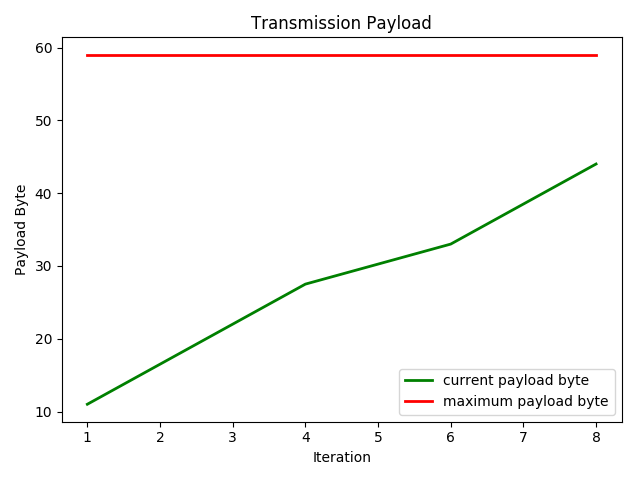 Transmission Payload
60
50
40
30
20
10
Payload Byte
current payload byte
maximum payload byte
1 2 3 4 5 6 7 8
Iteration